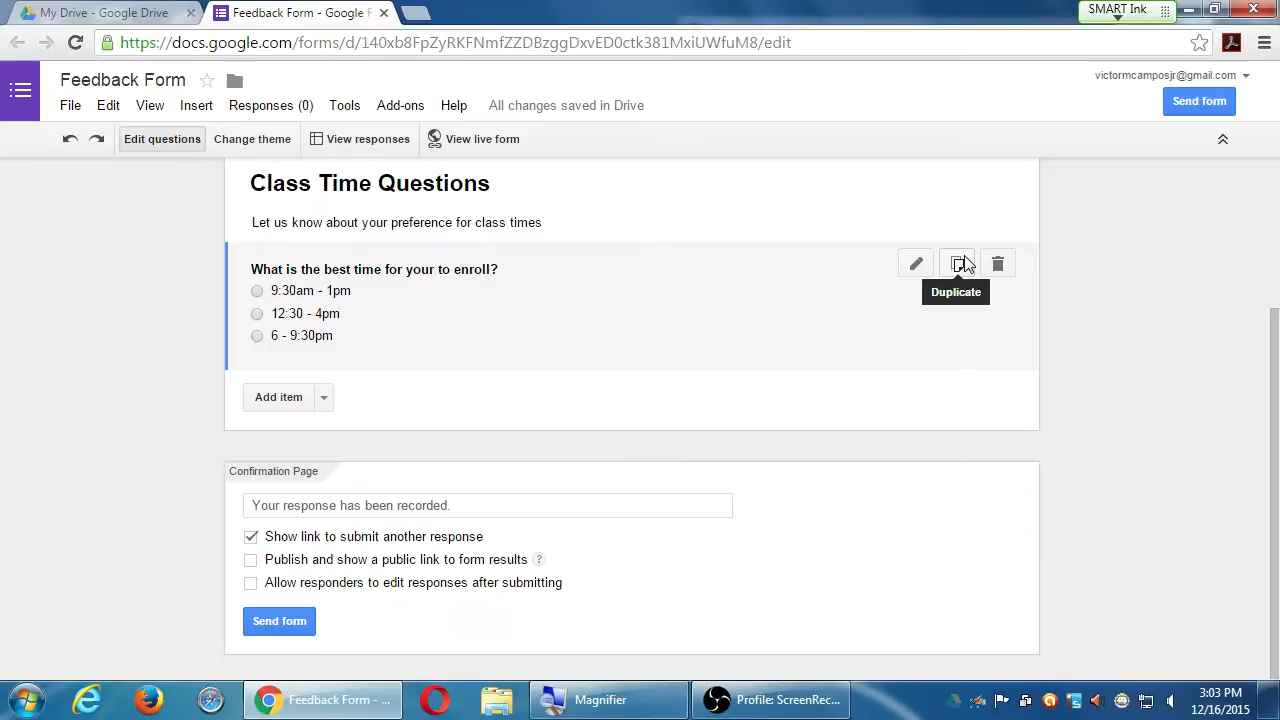 My Drive - Google Drive
Feedback Form - Google F
SMART Ink
https://docs.google.com/forms/d/140xb8FpZyRKFNmfZZDRzggDxvED0ctk381MxiUWfuM8/edit
Feedback Form
victormcamposjr@gmail.com
File Edit View Insert Responses (0) Tools Add-ons Help All changes saved in Drive
Send form
Edit questions Change theme View responses View live form
Class Time Questions
Let us know about your preference for class times
What is the best time for your to enroll?
9:30am - 1pm
12:30 - 4pm
6 - 9:30pm
Duplicate
Add item
Confirmation Page
Your response has been recorded.
Show link to submit another response
Publish and show a public link to form results ?
Allow responders to edit responses after submitting
Send form
Feedback Form - ...
Magnifier
Profile: ScreenRec...
3:03 PM
12/16/2015